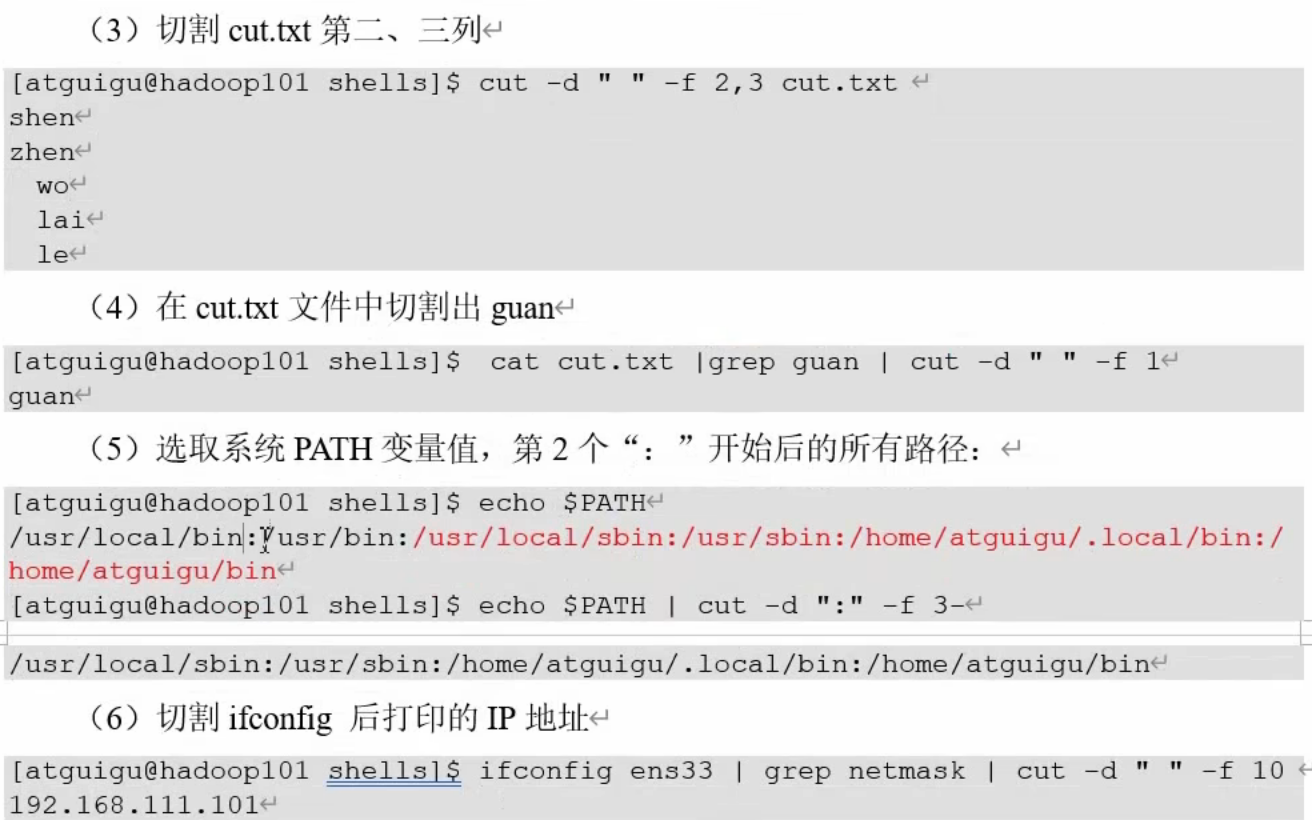 （3）切割 cut.txt 第二、三列↵
[atguigu@hadoop101 shells]$ cut -d " " -f 2,3 cut.txt ↵
shen↵
zhen↵
 wo↵
 lai↵
 le↵
（4）在 cut.txt 文件中切割出 guan↵
[atguigu@hadoop101 shells]$ cat cut.txt |grep guan | cut -d " " -f 1↵
guan↵
（5）选取系统 PATH 变量值，第 2 个“：”开始后的所有路径：↵
[atguigu@hadoop101 shells]$ echo $PATH↵
/usr/local/bin:/usr/bin:/usr/local/sbin:/usr/sbin:/home/atguigu/.local/bin:/
home/atguigu/bin↵
[atguigu@hadoop101 shells]$ echo $PATH | cut -d ":" -f 3-↵
/usr/local/sbin:/usr/sbin:/home/atguigu/.local/bin:/home/atguigu/bin↵
（6）切割 ifconfig 后打印的 IP 地址↵
[atguigu@hadoop101 shells]$ ifconfig ens33 | grep netmask | cut -d " " -f 10 ↵
192.168.111.101↵